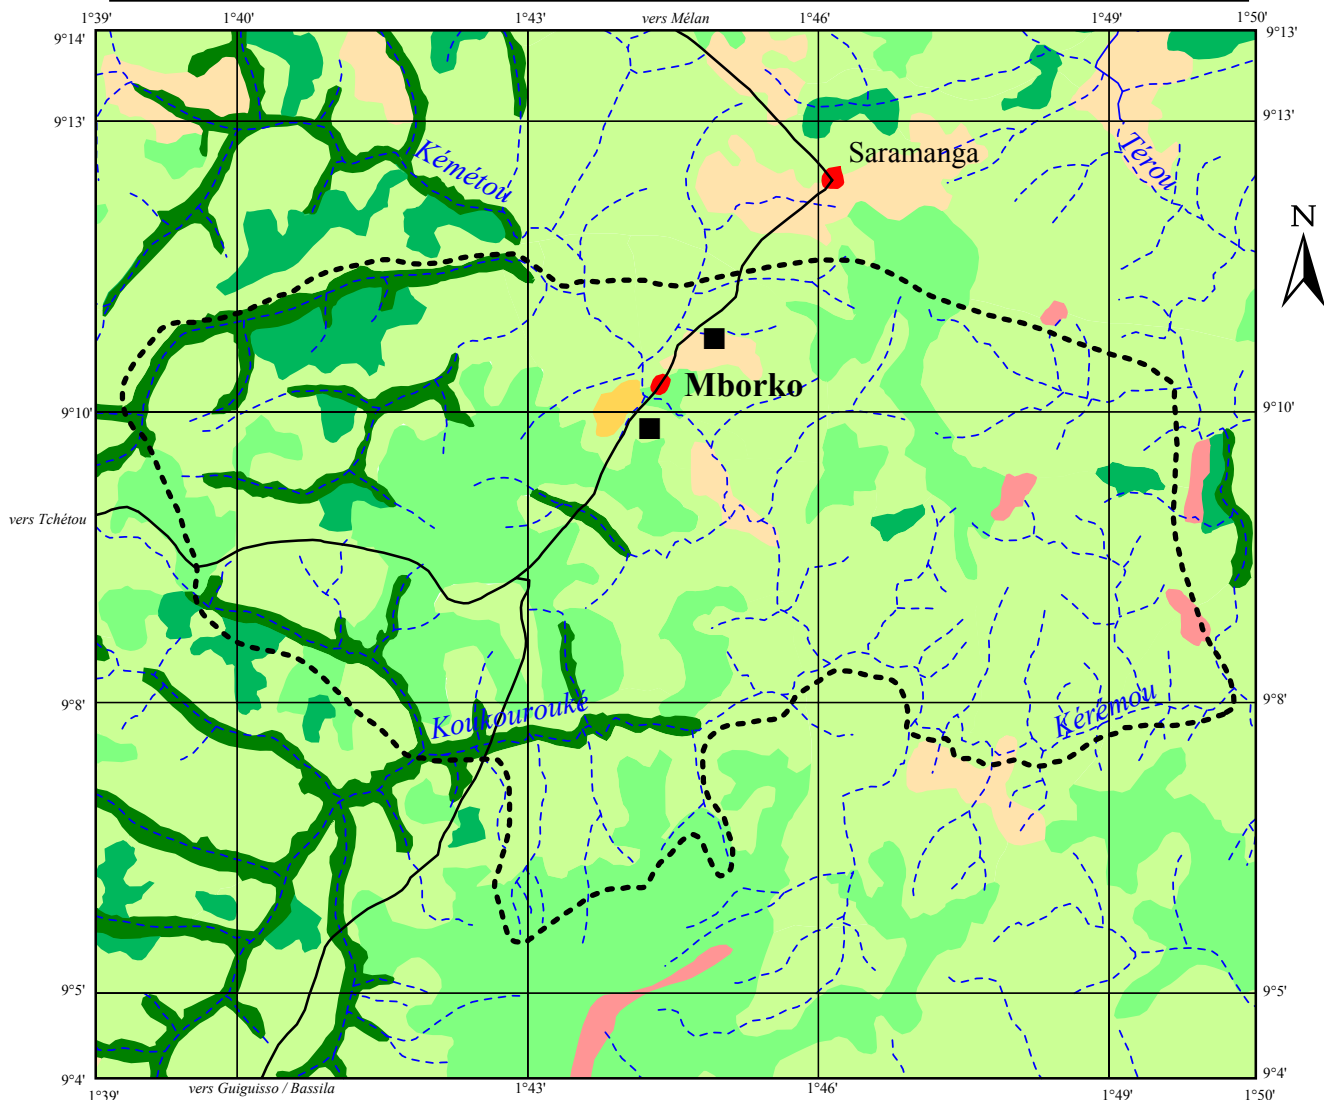 1°39' 1°40' 1°43' vers Mélan 1°46' 1°49' 1°50'
9°14' 9°13'
9°13' 9°13'
Kémétou Saramanga Térou
N
Mborko
9°10' 9°10'
vers Tchétou
Koukourouké Kérémou
9°8' 9°8'
9°5' 9°5'
9°4' 9°4'
vers Guiguisso / Bassila
1°39' 1°43' 1°46' 1°49' 1°50'